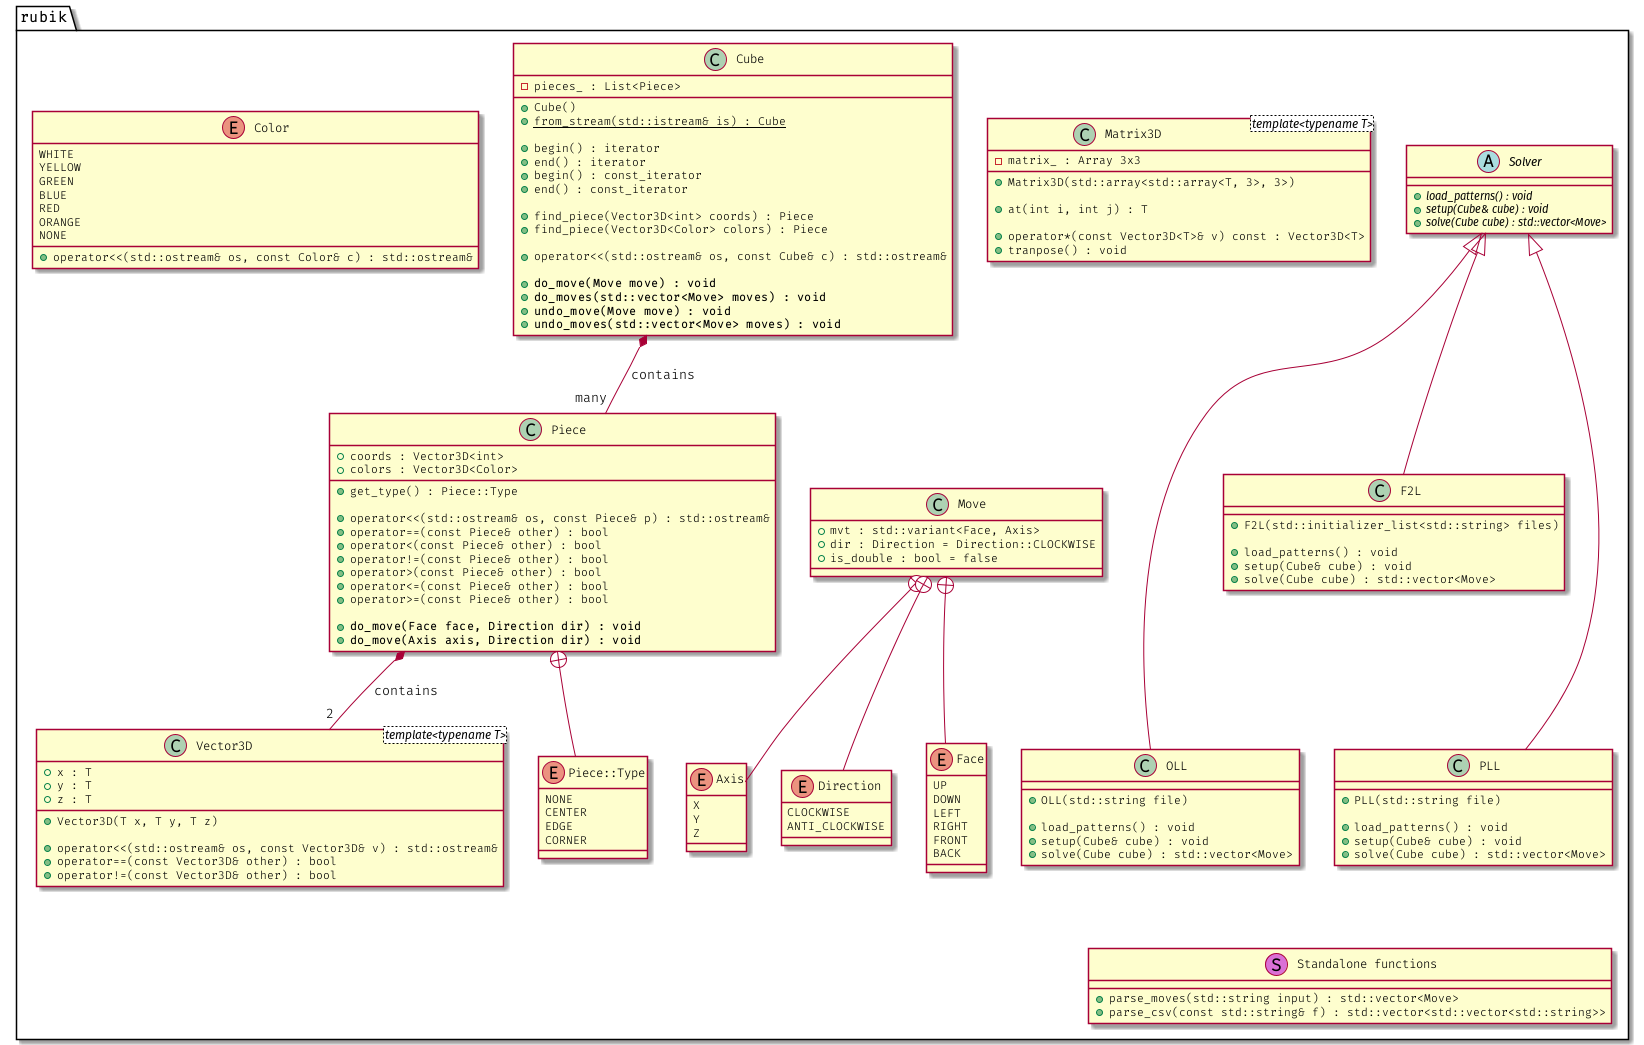 rubik
C Cube
pieces_ : List<Piece>
Cube()
from_stream(std::istream& is) : Cube
begin() : iterator
end() : iterator
begin() : const_iterator
end() : const_iterator
find_piece(Vector3D<int> coords) : Piece
find_piece(Vector3D<Color> colors) : Piece
operator<<(std::ostream& os, const Cube& c) : std::ostream&
do_move(Move move) : void
do_moves(std::vector<Move> moves) : void
undo_move(Move move) : void
undo_moves(std::vector<Move> moves) : void
E Color
WHITE
YELLOW
GREEN
BLUE
RED
ORANGE
NONE
operator<<(std::ostream& os, const Color& c) : std::ostream&
template<typename T>
C Matrix3D
matrix_ : Array 3x3
Matrix3D(std::array<std::array<T, 3>, 3>)
at(int i, int j) : T
operator*(const Vector3D<T>& v) const : Vector3D<T>
tranpose() : void
A Solver
load_patterns() : void
setup(Cube& cube) : void
solve(Cube cube) : std::vector<Move>
contains
many
C Piece
coords : Vector3D<int>
colors : Vector3D<Color>
get_type() : Piece::Type
operator<<(std::ostream& os, const Piece& p) : std::ostream&
operator==(const Piece& other) : bool
operator<(const Piece& other) : bool
operator!=(const Piece& other) : bool
operator>(const Piece& other) : bool
operator<=(const Piece& other) : bool
operator>=(const Piece& other) : bool
do_move(Face face, Direction dir) : void
do_move(Axis axis, Direction dir) : void
C Move
mvt : std::variant<Face, Axis>
dir : Direction = Direction::CLOCKWISE
is_double : bool = false
C F2L
F2L(std::initializer_list<std::string> files)
load_patterns() : void
setup(Cube& cube) : void
solve(Cube cube) : std::vector<Move>
contains
2
template<typename T>
C Vector3D
x : T
y : T
z : T
Vector3D(T x, T y, T z)
operator<<(std::ostream& os, const Vector3D& v) : std::ostream&
operator==(const Vector3D& other) : bool
operator!=(const Vector3D& other) : bool
E Piece::Type
NONE
CENTER
EDGE
CORNER
E Axis
X
Y
Z
E Direction
CLOCKWISE
ANTI_CLOCKWISE
E Face
UP
DOWN
LEFT
RIGHT
FRONT
BACK
C OLL
OLL(std::string file)
load_patterns() : void
setup(Cube& cube) : void
solve(Cube cube) : std::vector<Move>
C PLL
PLL(std::string file)
load_patterns() : void
setup(Cube& cube) : void
solve(Cube cube) : std::vector<Move>
S Standalone functions
parse_moves(std::string input) : std::vector<Move>
parse_csv(const std::string& f) : std::vector<std::vector<std::string>>